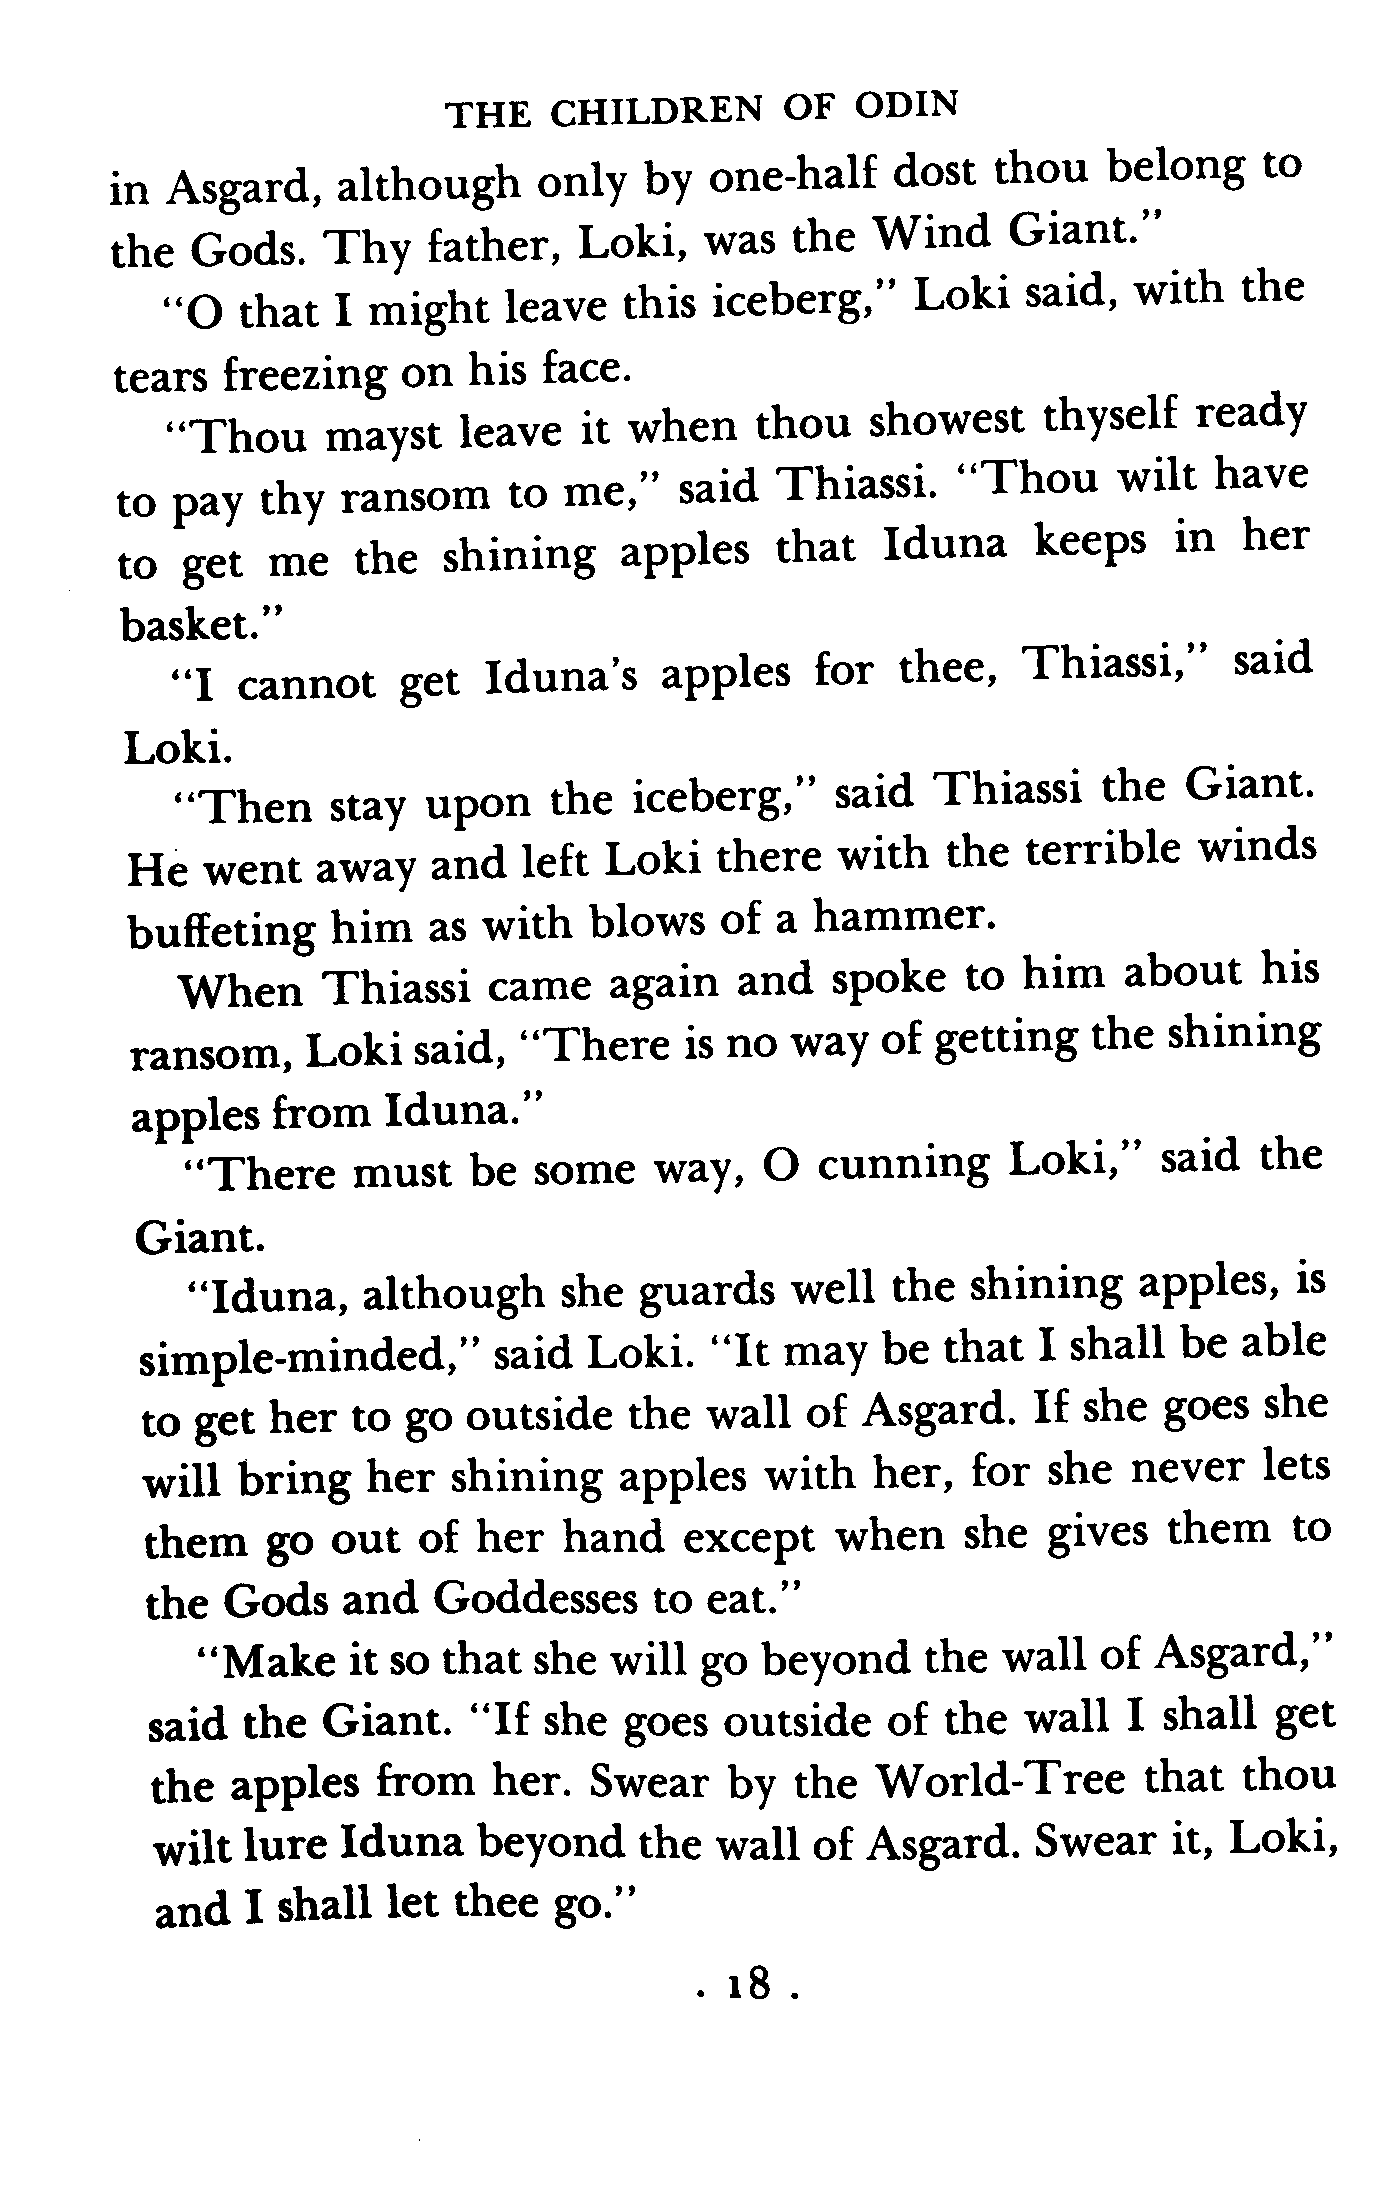 THE CHILDREN OF ODIN
in Asgard, although only by one-half dost thou belong to
the Gods. Thy father, Loki, was the Wind Giant."
"O that I might leave this iceberg," Loki said, with the
tears freezing on his face.
"Thou mayst leave it when thou showest thyself ready
to pay thy ransom to me," said Thiassi. "Thou wilt have
to get me the shining apples that Iduna keeps in her
basket."
"I cannot get Iduna's apples for thee, Thiassi," said
Loki.
"Then stay upon the iceberg," said Thiassi the Giant.
He went away and left Loki there with the terrible winds
buffeting him as with blows of a hammer.
When Thiassi came again and spoke to him about his
ransom, Loki said, "There is no way of getting the shining
apples from Iduna."
"There must be some way, O cunning Loki," said the
Giant.
"Iduna, although she guards well the shining apples, is
simple-minded," said Loki. "It may be that I shall be able
to get her to go outside the wall of Asgard. If she goes she
will bring her shining apples with her, for she never lets
them go out of her hand except when she gives them to
the Gods and Goddesses to eat."
"Make it so that she will go beyond the wall of Asgard,"
said the Giant. "If she goes outside of the wall I shall get
the apples from her. Swear by the World-Tree that thou
wilt lure Iduna beyond the wall of Asgard. Swear it, Loki,
and I shall let thee go."
. 18 .